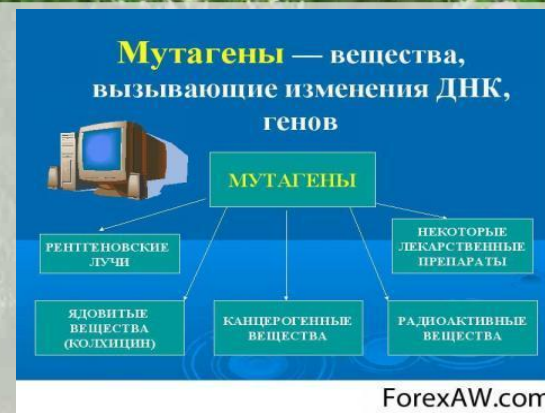 Мутагены — вещества,
вызывающие изменения ДНК,
генов
МУТАГЕНЫ
РЕНТГЕНОВСКИЕ
ЛУЧИ
НЕКОТОРЫЕ
ЛЕКАРСТВЕННЫЕ
ПРЕПАРАТЫ
ЯДОВИТЫЕ
ВЕЩЕСТВА
(КОЛХИЦИН)
КАНЦЕРОГЕННЫЕ
ВЕЩЕСТВА
РАДИОАКТИВНЫЕ
ВЕЩЕСТВА
ForexAW.com